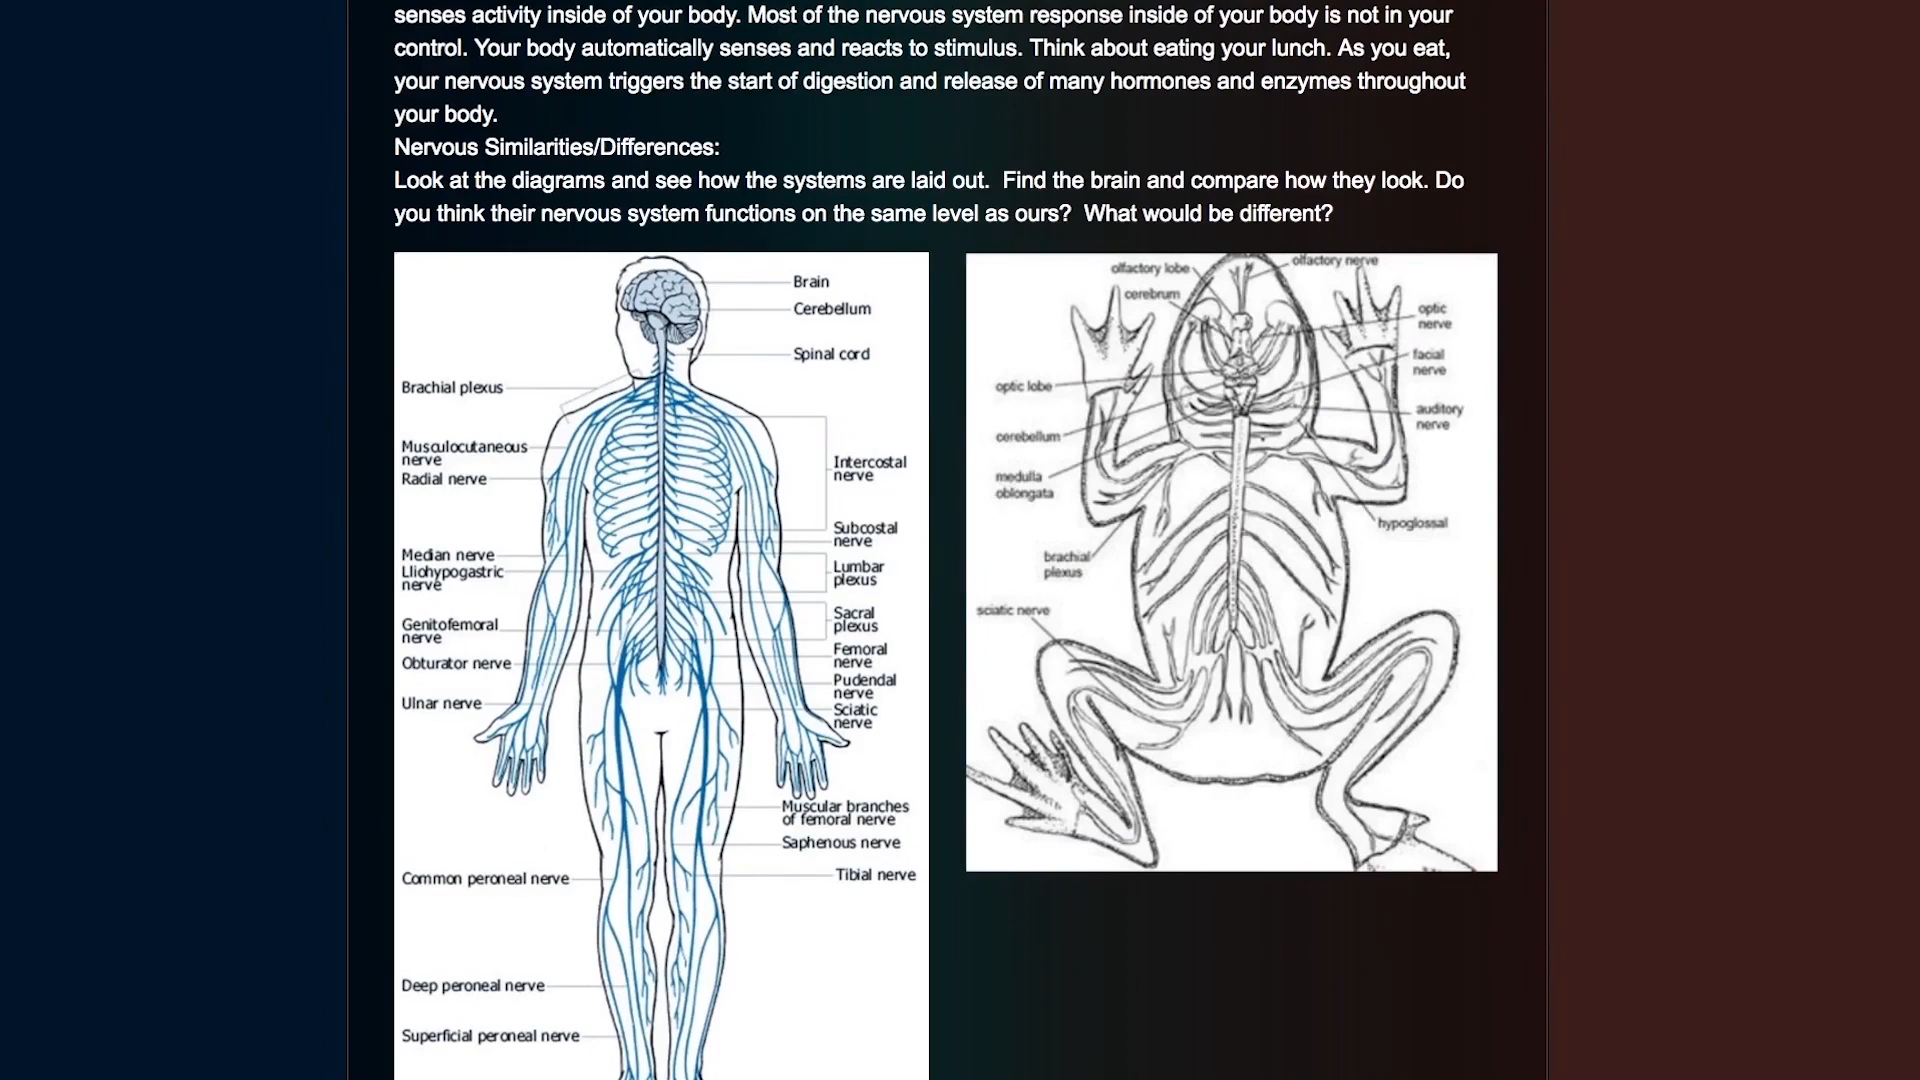 senses activity inside of your body. Most of the nervous system response inside of your body is not in your
control. Your body automatically senses and reacts to stimulus. Think about eating your lunch. As you eat,
your nervous system triggers the start of digestion and release of many hormones and enzymes throughout
your body.
Nervous Similarities/Differences:
Look at the diagrams and see how the systems are laid out. Find the brain and compare how they look. Do
you think their nervous system functions on the same level as ours? What would be different?
Brain
Cerebellum
Spinal cord
Brachial plexus
Musculocutaneous
nerve
Radial nerve
Intercostal
nerve
Subcostal
nerve
Median nerve
Lliohypogastric
nerve
Lumbar
plexus
Genitofemoral
nerve
Sacral
plexus
Obturator nerve
Femoral
nerve
Pudendal
nerve
Ulnar nerve
Sciatic
nerve
Muscular branches
of femoral nerve
Saphenous nerve
Common peroneal nerve
Tibial nerve
Deep peroneal nerve
Superficial peroneal nerve
olfactory lobe
olfactory nerve
cerebrum
optic
nerve
facial
nerve
optic lobe
auditory
nerve
cerebellum
medulla
oblongata
hypoglossal
brachial
plexus
sciatic nerve